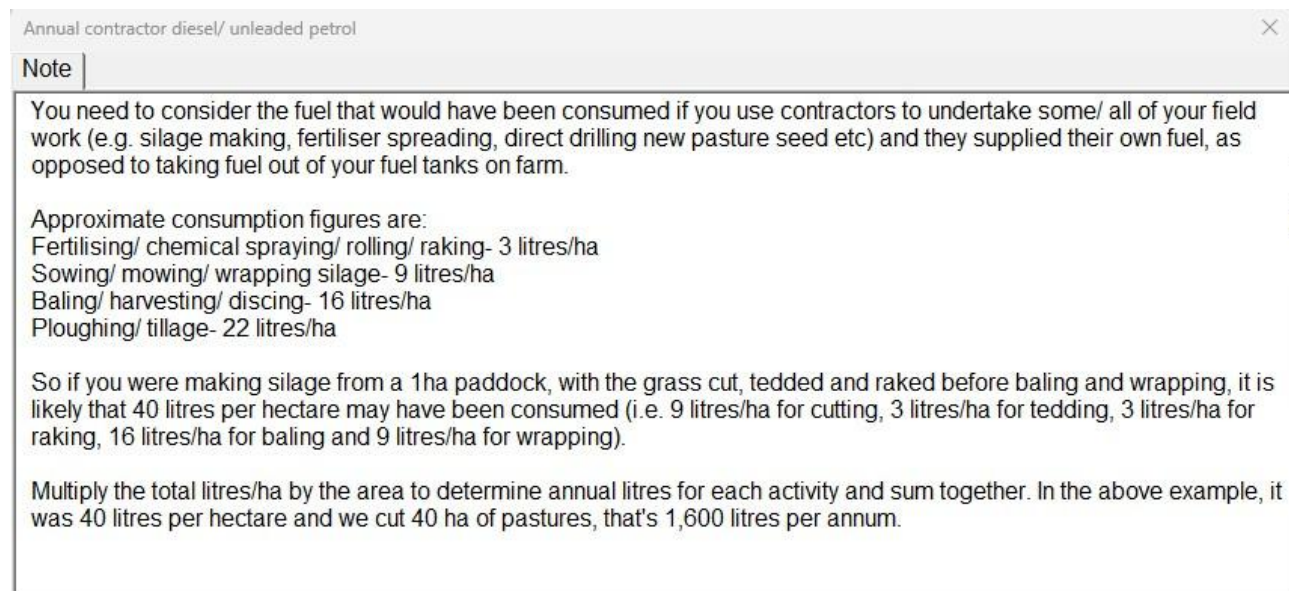 Annual contractor diesel/ unleaded petrol
Note
You need to consider the fuel that would have been consumed if you use contractors to undertake some/ all of your field
work (e.g. silage making, fertiliser spreading, direct drilling new pasture seed etc) and they supplied their own fuel, as
opposed to taking fuel out of your fuel tanks on farm.
Approximate consumption figures are:
Fertilising/ chemical spraying/ rolling/ raking- 3 litres/ha
Sowing/ mowing/ wrapping silage- 9 litres/ha
Baling/ harvesting/ discing- 16 litres/ha
Ploughing/ tillage- 22 litres/ha
So if you were making silage from a 1ha paddock, with the grass cut, tedded and raked before baling and wrapping, it is
likely that 40 litres per hectare may have been consumed (i.e. 9 litres/ha for cutting, 3 litres/ha for tedding, 3 litres/ha for
raking, 16 litres/ha for baling and 9 litres/ha for wrapping).
Multiply the total litres/ha by the area to determine annual litres for each activity and sum together. In the above example, it
was 40 litres per hectare and we cut 40 ha of pastures, that's 1,600 litres per annum.